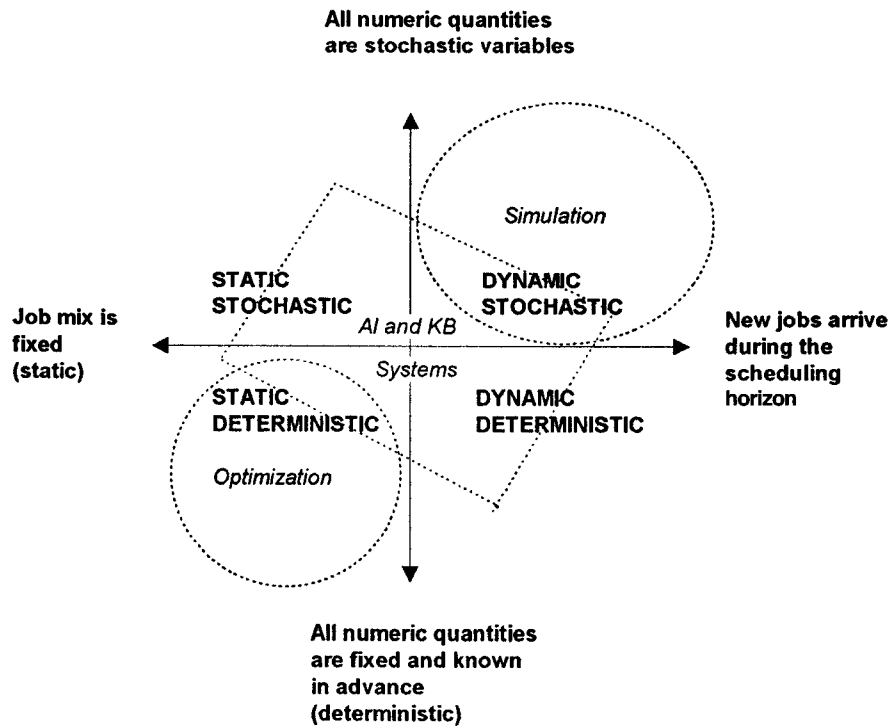 All numeric quantities
are stochastic variables
Simulation
STATIC
STOCHASTIC
DYNAMIC
STOCHASTIC
Job mix is
fixed
(static)
AI and KB
Systems
New jobs arrive
during the
scheduling
horizon
STATIC
DETERMINISTIC
DYNAMIC
DETERMINISTIC
Optimization
All numeric quantities
are fixed and known
in advance
(deterministic)